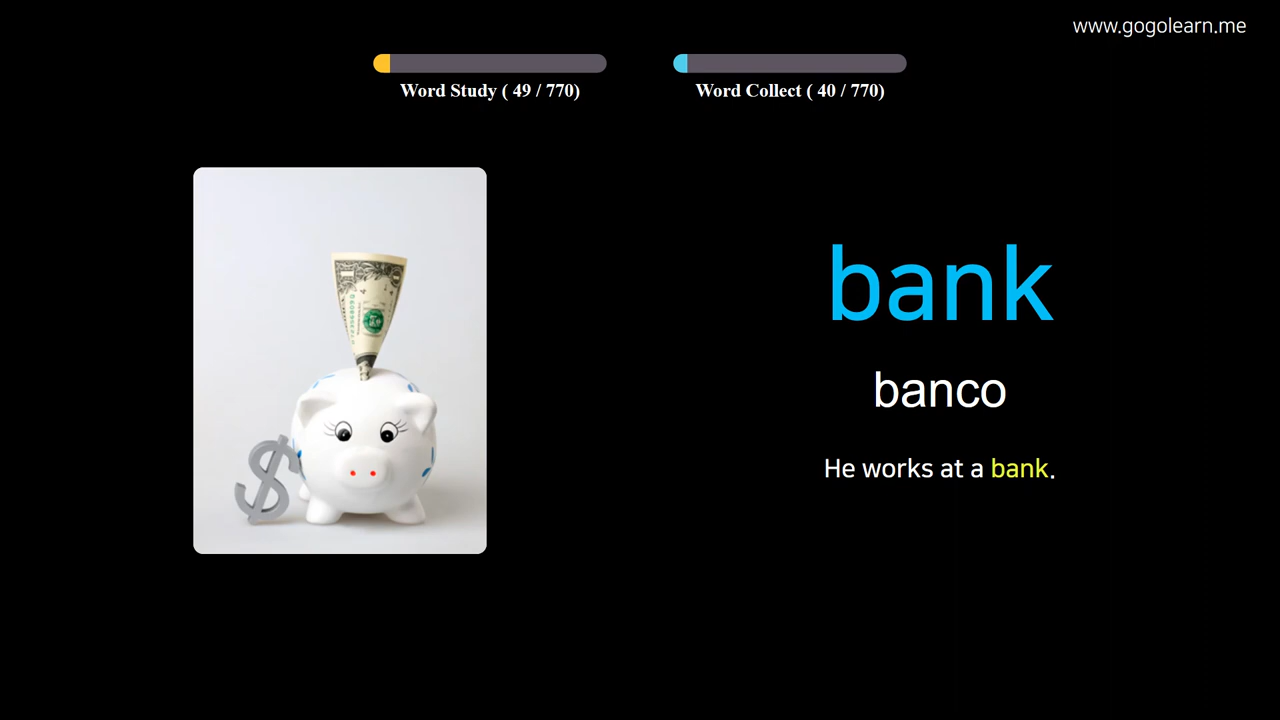 www.gogolearn.me
Word Study ( 49 / 770)
Word Collect ( 40 / 770)
bank
banco
He works at a bank.
$